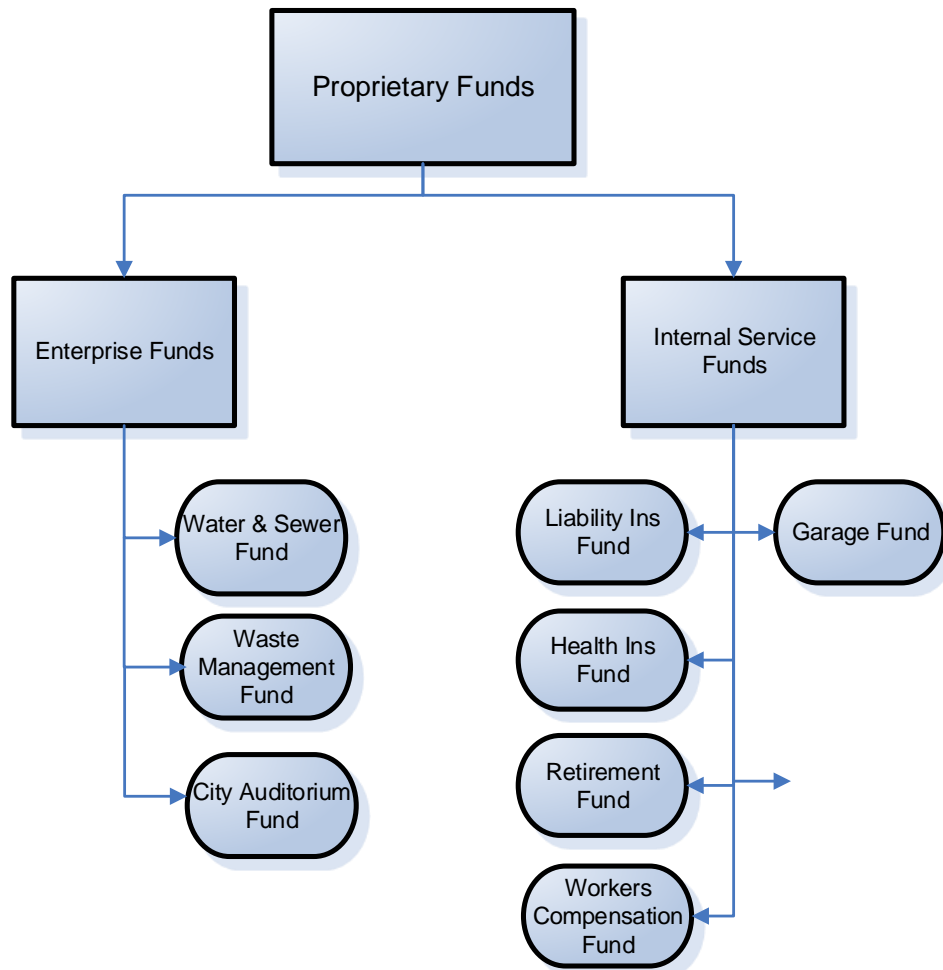 Proprietary Funds
Enterprise Funds
Internal Service
Funds
Water & Sewer
Fund
Waste
Management
Fund
City Auditorium
Fund
Liability Ins
Fund
Garage Fund
Health Ins
Fund
Retirement
Fund
Workers
Compensation
Fund